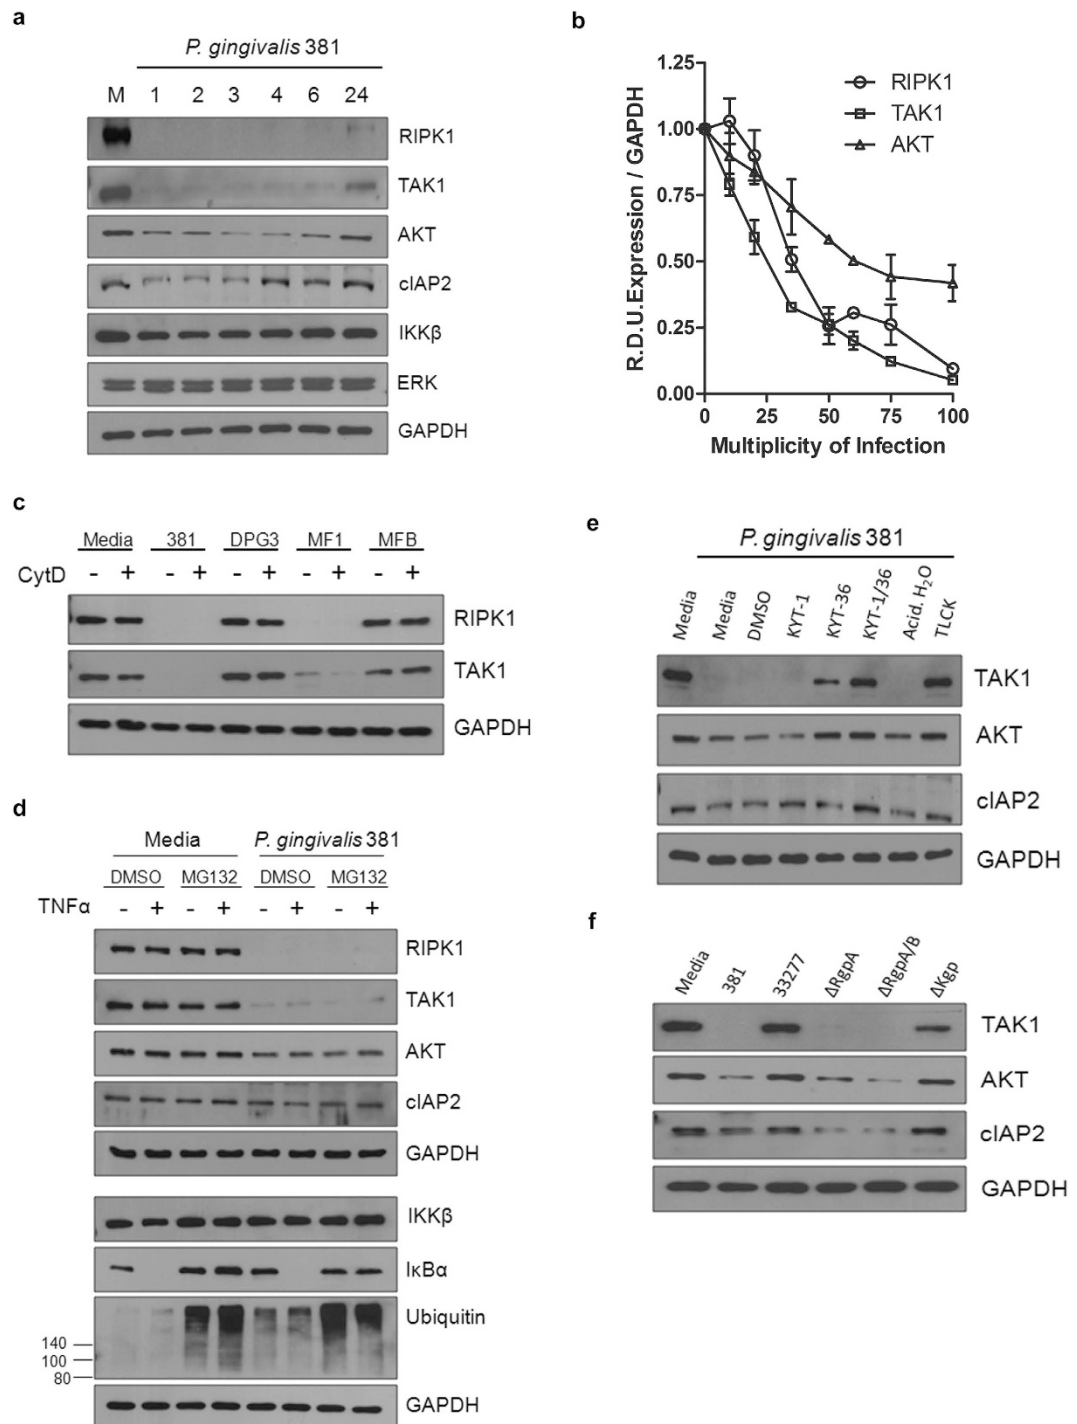 a
P. gingivalis 381
M 1 2 3 4 6 24
RIPK1
TAK1
AKT
cIAP2
IKKβ
ERK
GAPDH
b
R.D.U.Expression / GAPDH
1.25
1.00
0.75
0.50
0.25
0.00
0 25 50 75 100
Multiplicity of Infection
RIPK1
TAK1
AKT
c
Media 381 DPG3 MF1 MFB
CytD - + - + - + - + - +
RIPK1
TAK1
GAPDH
d
Media P. gingivalis 381
DMSO MG132 DMSO MG132
TNFα - + - + - + - +
RIPK1
TAK1
AKT
cIAP2
GAPDH
IKKβ
IκBα
Ubiquitin
140
100
80
GAPDH
e
P. gingivalis 381
Media Media DMSO KYT-1 KYT-36 KYT-1/36 Acid. H₂O TLCK
TAK1
AKT
cIAP2
GAPDH
f
Media 381 33277 ΔRgpA ΔRgpA/B ΔKgp
TAK1
AKT
cIAP2
GAPDH